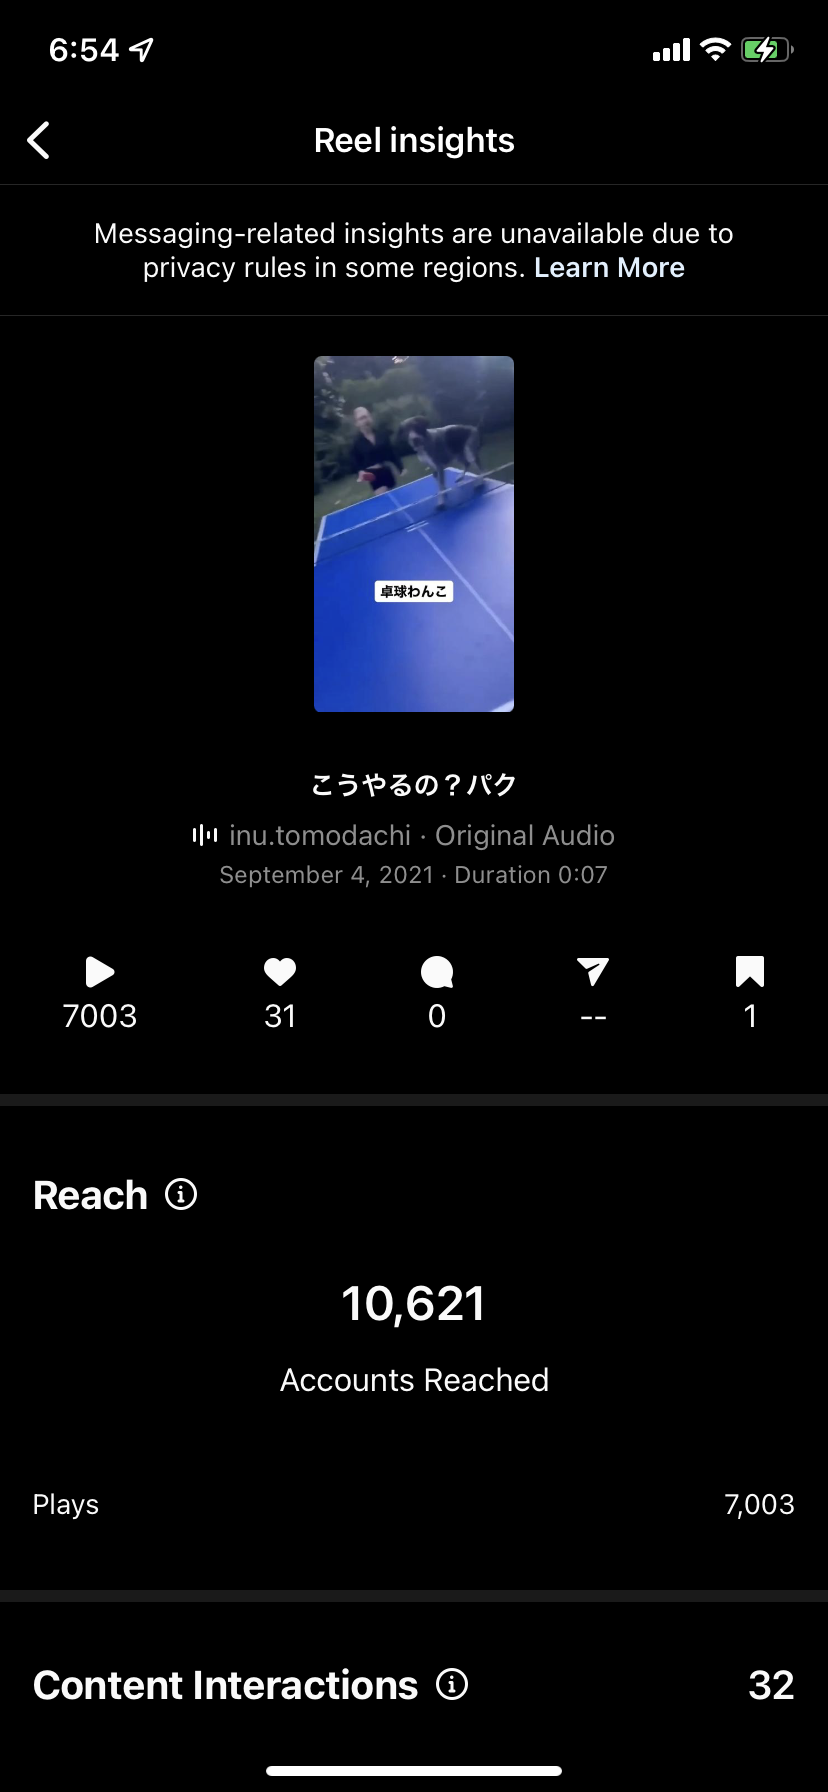 6:54
Reel insights
Messaging-related insights are unavailable due to
privacy rules in some regions. Learn More
卓球わんこ
こうやるの？パク
inu.tomodachi · Original Audio
September 4, 2021 · Duration 0:07
7003 31 0 -- 1
Reach
10,621
Accounts Reached
Plays 7,003
Content Interactions 32